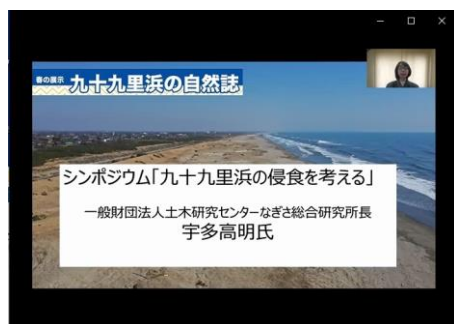 春の展示 九十九里浜の自然誌
シンポジウム「九十九里浜の侵食を考える」
一般財団法人土木研究センターなぎさ総合研究所長
宇多高明氏